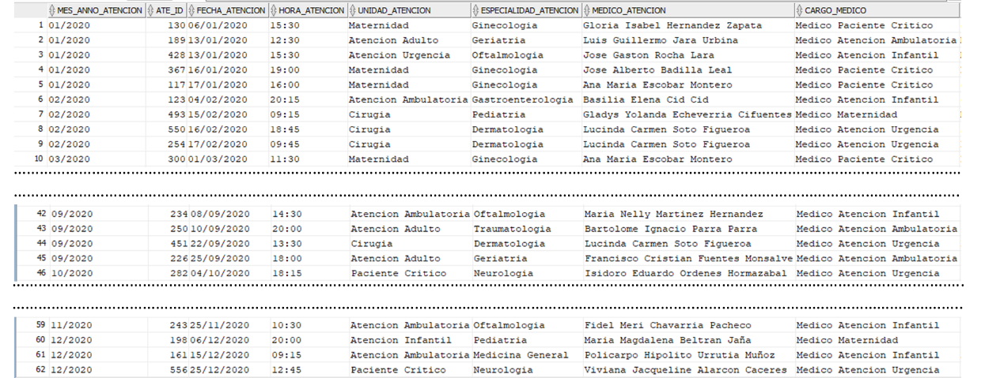 MES_ANNO_ATENCION ATE_ID FECHA_ATENCION HORA_ATENCION UNIDAD_ATENCION ESPECIALIDAD_ATENCION MEDICO_ATENCION CARGO_MEDICO
1 01/2020 130 06/01/2020 15:30 Maternidad Ginecologia Gloria Isabel Hernandez Zapata Medico Paciente Critico
2 01/2020 189 13/01/2020 12:30 Atencion Adulto Geriatria Luis Guillermo Jara Urbina Medico Atencion Ambulatoria
3 01/2020 428 13/01/2020 15:30 Atencion Urgencia Oftalmologia Jose Gaston Rocha Lara Medico Atencion Infantil
4 01/2020 367 16/01/2020 19:00 Maternidad Ginecologia Jose Alberto Badilla Leal Medico Paciente Critico
5 01/2020 117 17/01/2020 16:00 Maternidad Ginecologia Ana Maria Escobar Montero Medico Paciente Critico
6 02/2020 123 04/02/2020 20:15 Atencion Ambulatoria Gastroenterologia Basilia Elena Cid Cid Medico Atencion Infantil
7 02/2020 493 15/02/2020 09:15 Cirugia Pediatria Gladys Yolanda Echeverria Cifuentes Medico Maternidad
8 02/2020 550 16/02/2020 18:45 Cirugia Dermatologia Lucinda Carmen Soto Figueroa Medico Atencion Urgencia
9 02/2020 254 17/02/2020 09:45 Cirugia Dermatologia Lucinda Carmen Soto Figueroa Medico Atencion Urgencia
10 03/2020 300 01/03/2020 11:30 Maternidad Ginecologia Ana Maria Escobar Montero Medico Paciente Critico
42 09/2020 234 08/09/2020 14:30 Atencion Ambulatoria Oftalmologia Maria Nelly Martinez Hernandez Medico Atencion Infantil
43 09/2020 250 10/09/2020 20:00 Atencion Adulto Traumatologia Bartolome Ignacio Parra Parra Medico Atencion Ambulatoria
44 09/2020 451 22/09/2020 13:30 Cirugia Dermatologia Lucinda Carmen Soto Figueroa Medico Atencion Urgencia
45 09/2020 226 25/09/2020 18:00 Atencion Adulto Geriatria Francisco Cristian Fuentes Monsalve Medico Atencion Ambulatoria
46 10/2020 282 04/10/2020 18:15 Paciente Critico Neurologia Isidoro Eduardo Ordenes Hormazabal Medico Atencion Urgencia
59 11/2020 243 25/11/2020 10:30 Atencion Ambulatoria Oftalmologia Fidel Meri Chavarria Pacheco Medico Atencion Infantil
60 12/2020 198 06/12/2020 20:00 Atencion Infantil Pediatria Maria Magdalena Beltran Jaña Medico Maternidad
61 12/2020 161 15/12/2020 09:15 Atencion Ambulatoria Medicina General Policarpo Hipolito Urrutia Muñoz Medico Atencion Infantil
62 12/2020 556 25/12/2020 12:45 Paciente Critico Neurologia Viviana Jacqueline Alarcon Caceres Medico Atencion Urgencia